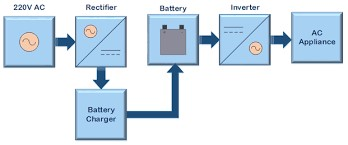 220V AC
Rectifier
Battery
Inverter
AC
Appliance
Battery
Charger